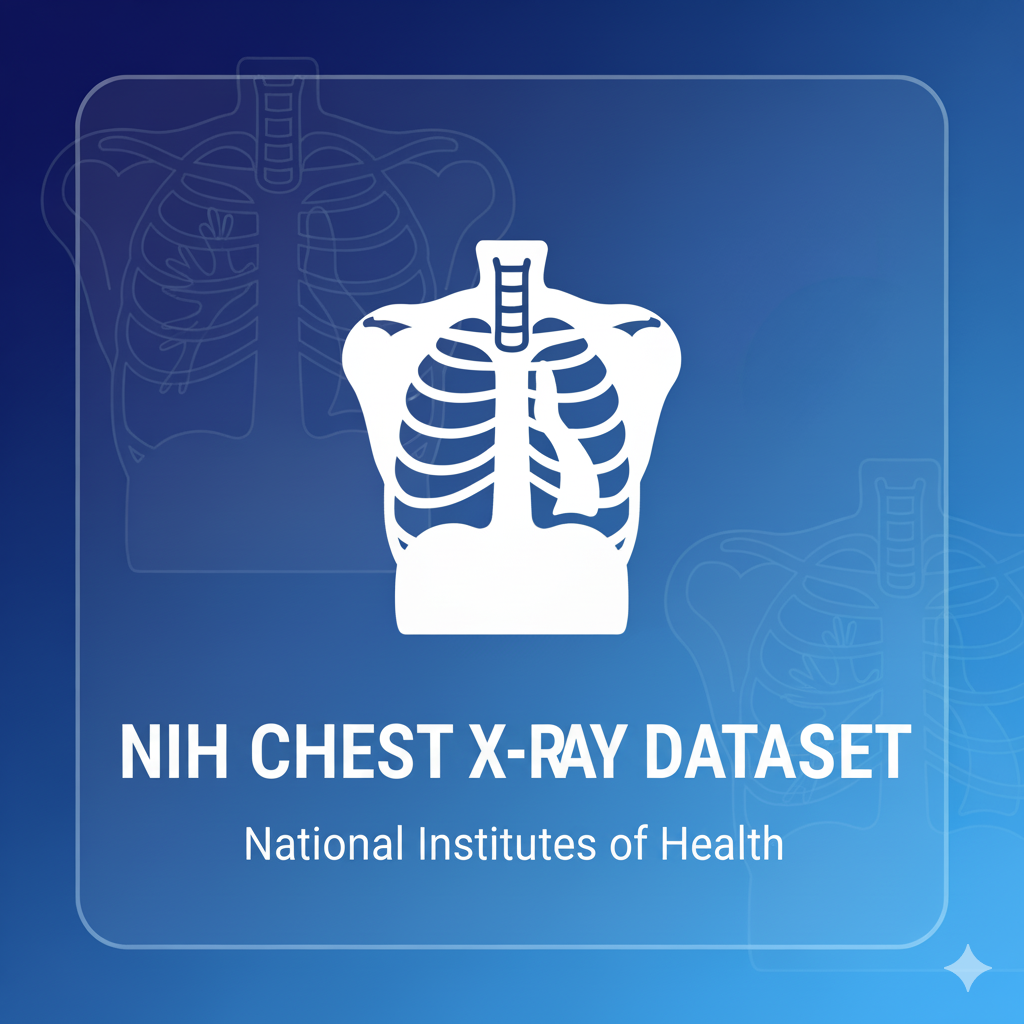 NIH CHEST X-RAY DATASET
National Institutes of Health